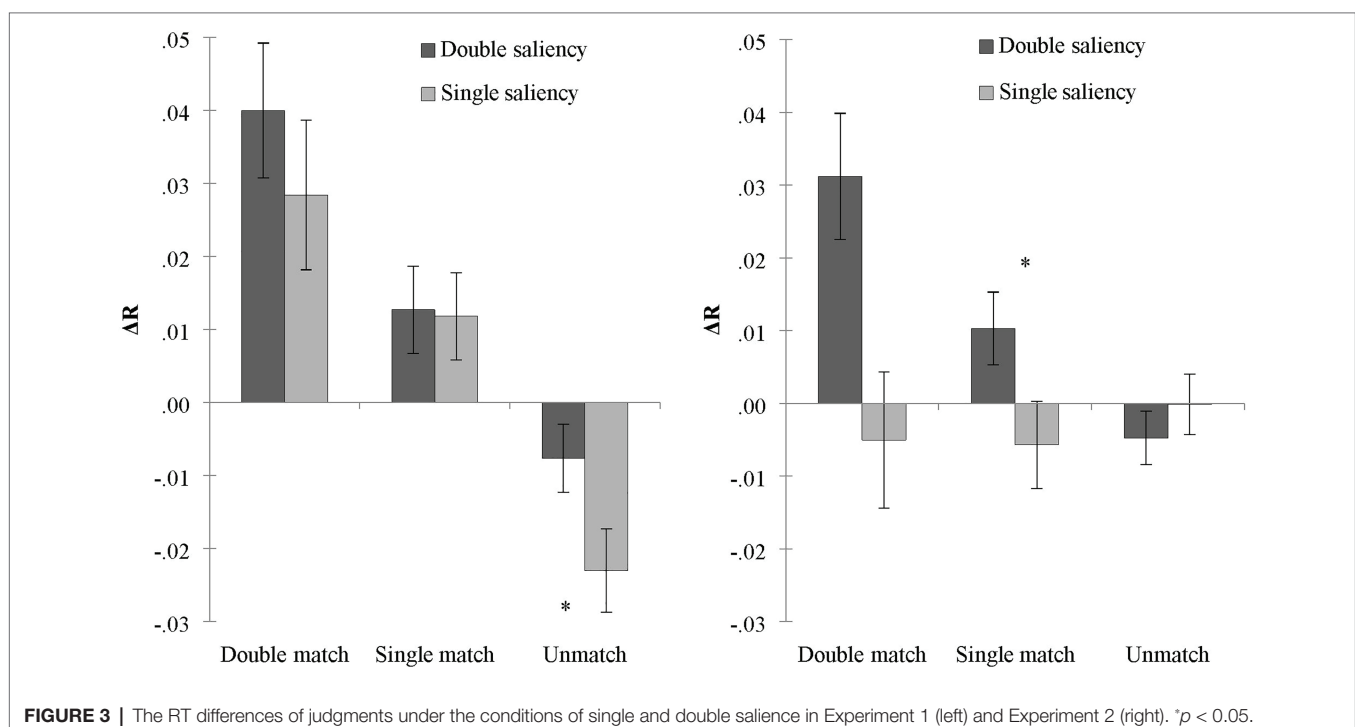 .05
.04
.03
.02
.01
.00
-.01
-.02
-.03
ΔR
Double saliency
Single saliency
*
Double match Single match Unmatch
.05
.04
.03
.02
.01
.00
-.01
-.02
-.03
ΔR
Double saliency
Single saliency
*
Double match Single match Unmatch
FIGURE 3 | The RT differences of judgments under the conditions of single and double salience in Experiment 1 (left) and Experiment 2 (right). *p < 0.05.